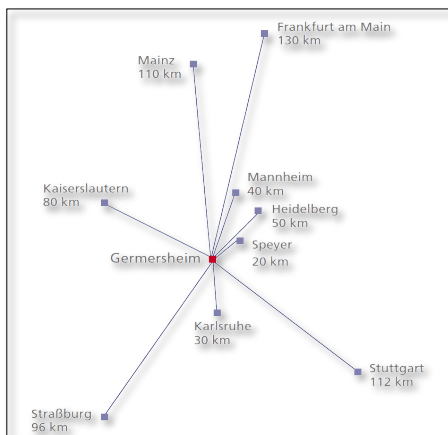 Frankfurt am Main
130 km
Mainz
110 km
Mannheim
40 km
Kaiserslautern
80 km
Heidelberg
50 km
Speyer
20 km
Germersheim
Karlsruhe
30 km
Stuttgart
112 km
Straßburg
96 km